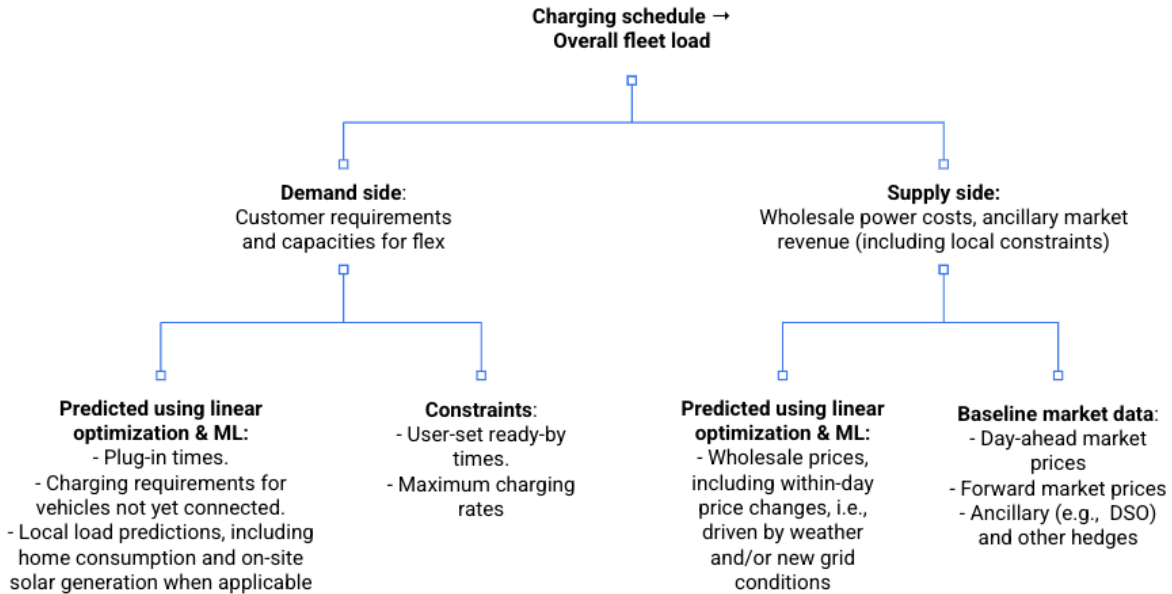 Charging schedule →
Overall fleet load
Demand side:
Customer requirements
and capacities for flex
Supply side:
Wholesale power costs, ancillary market
revenue (including local constraints)
Predicted using linear
optimization & ML:
- Plug-in times.
- Charging requirements for
vehicles not yet connected.
- Local load predictions, including
home consumption and on-site
solar generation when applicable
Constraints:
- User-set ready-by
times.
- Maximum charging
rates
Predicted using linear
optimization & ML:
- Wholesale prices,
including within-day
price changes, i.e.,
driven by weather
and/or new grid
conditions
Baseline market data:
- Day-ahead market
prices
- Forward market prices
- Ancillary (e.g., DSO)
and other hedges